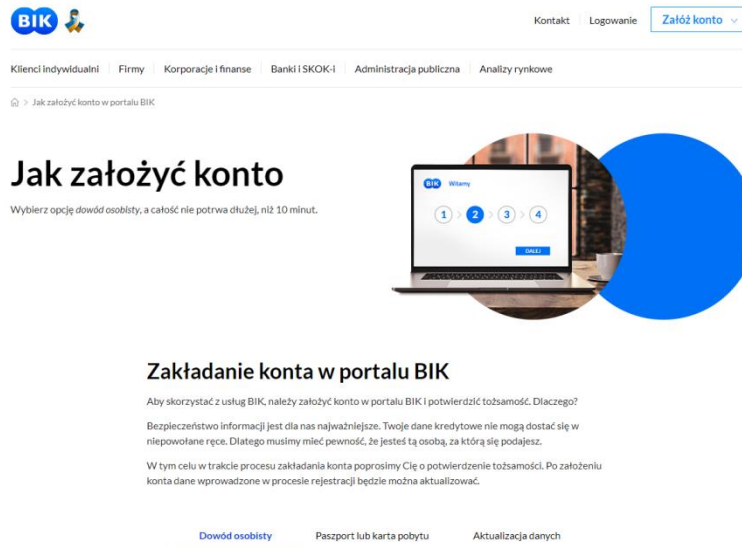 BIK
Kontakt Logowanie Załóż konto
Klienci indywidualni Firmy Korporacje i finanse Banki i SKOK-i Administracja publiczna Analizy rynkowe
> Jak założyć konto w portalu BIK
Jak założyć konto
Wybierz opcję dowód osobisty, a całość nie potrwa dłużej, niż 10 minut.
BIK Witamy
1 > 2 > 3 > 4
DALEJ
Zakładanie konta w portalu BIK
Aby skorzystać z usług BIK, należy założyć konto w portalu BIK i potwierdzić tożsamość. Dlaczego?
Bezpieczeństwo informacji jest dla nas najważniejsze. Twoje dane kredytowe nie mogą dostać się w
niepowołane ręce. Dlatego musimy mieć pewność, że jesteś tą osobą, za którą się podajesz.
W tym celu w trakcie procesu zakładania konta poprosimy Cię o potwierdzenie tożsamości. Po założeniu
konta dane wprowadzone w procesie rejestracji będzie można aktualizować.
Dowód osobisty Paszport lub karta pobytu Aktualizacja danych